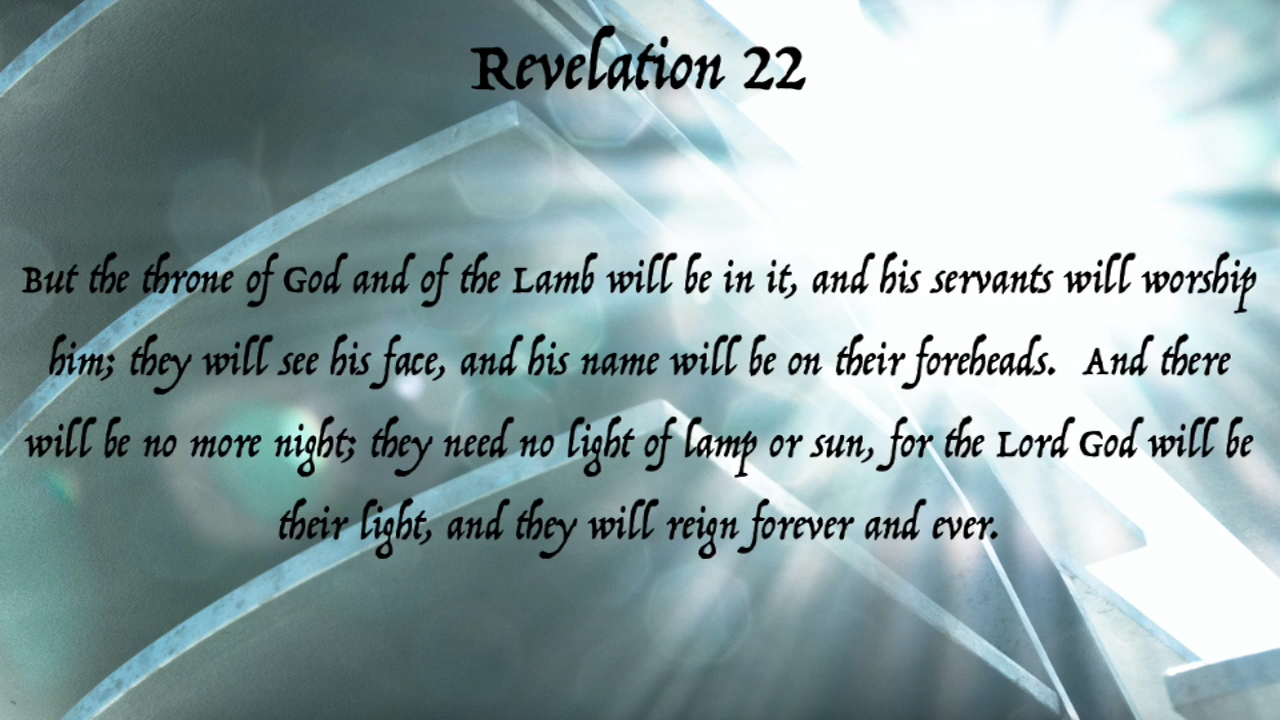 Revelation 22
But the throne of God and of the Lamb will be in it, and his servants will worship
him; they will see his face, and his name will be on their foreheads. And there
will be no more night; they need no light of lamp or sun, for the Lord God will be
their light, and they will reign forever and ever.